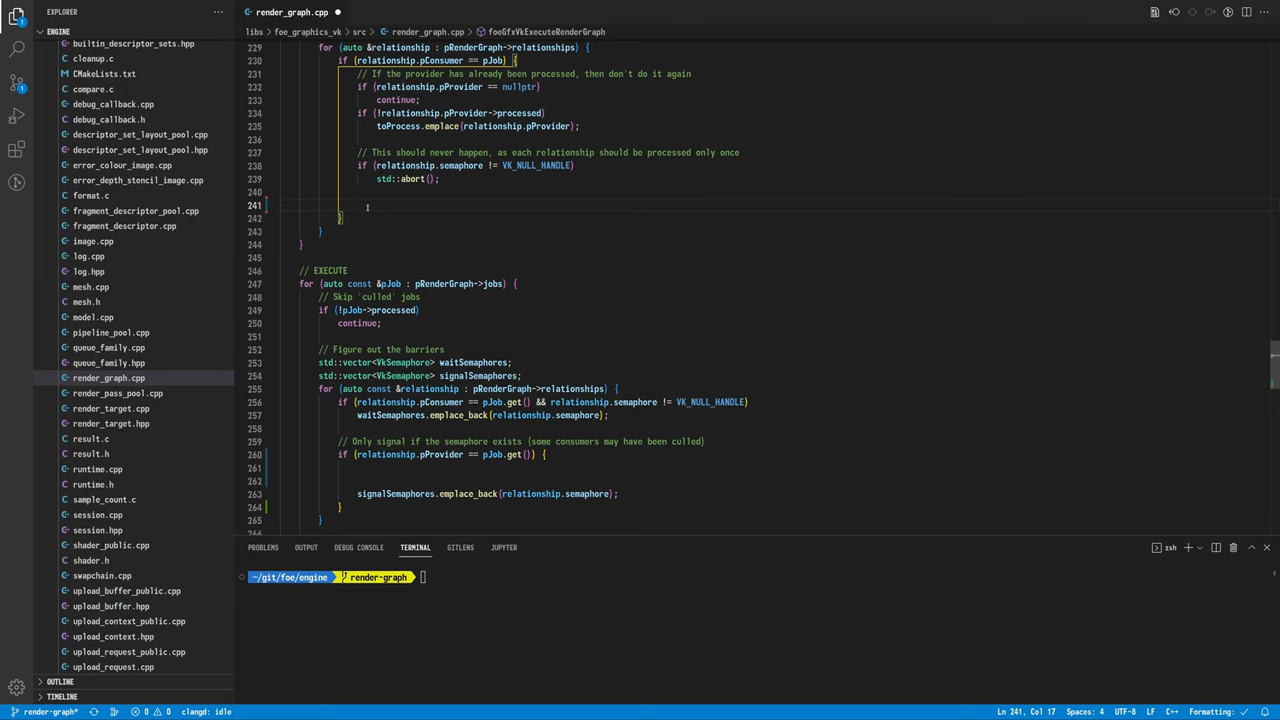 EXPLORER
ENGINE
builtin_descriptor_sets.hpp
cleanup.cpp
CMakeLists.txt
compare.c
debug_callback.cpp
debug_callback.h
descriptor_set_layout_pool.cpp
descriptor_set_layout_pool.hpp
error_colour_image.cpp
error_depth_stencil_image.cpp
format.c
fragment_descriptor_pool.cpp
fragment_descriptor.cpp
image.cpp
log.cpp
log.hpp
mesh.cpp
mesh.h
model.cpp
pipeline_pool.cpp
queue_family.cpp
queue_family.hpp
render_graph.cpp
render_pass_pool.cpp
render_target.cpp
render_target.hpp
result.c
result.h
runtime.cpp
runtime.h
sample_count.c
session.cpp
session.hpp
shader_public.cpp
shader.h
swapchain.cpp
upload_buffer_public.cpp
upload_buffer.hpp
upload_context_public.cpp
upload_context.hpp
upload_request_public.cpp
upload_request.cpp
OUTLINE
TIMELINE
render_graph.cpp
libs > foe_graphics_vk > src > render_graph.cpp > foeGfxVkExecuteRenderGraph
229 for (auto &relationship : pRenderGraph->relationships) {
230 if (relationship.pConsumer == pJob) {
231 // If the provider has already been processed, then don't do it again
232 if (relationship.pProvider == nullptr)
233 continue;
234 if (!relationship.pProvider->processed)
235 toProcess.emplace(relationship.pProvider);
236
237 // This should never happen, as each relationship should be processed only once
238 if (relationship.semaphore != VK_NULL_HANDLE)
239 std::abort();
240
241
242 }
243 }
244 }
245
246 // EXECUTE
247 for (auto const &pJob : pRenderGraph->jobs) {
248 // Skip 'culled' jobs
249 if (!pJob->processed)
250 continue;
251
252 // Figure out the barriers
253 std::vector<VkSemaphore> waitSemaphores;
254 std::vector<VkSemaphore> signalSemaphores;
255 for (auto const &relationship : pRenderGraph->relationships) {
256 if (relationship.pConsumer == pJob.get() && relationship.semaphore != VK_NULL_HANDLE)
257 waitSemaphores.emplace_back(relationship.semaphore);
258
259 // Only signal if the semaphore exists (some consumers may have been culled)
260 if (relationship.pProvider == pJob.get()) {
261
262
263 signalSemaphores.emplace_back(relationship.semaphore);
264 }
265 }
266
PROBLEMS OUTPUT DEBUG CONSOLE TERMINAL GITLENS JUPYTER
zsh
~/git/foe/engine render-graph
render-graph* 0 0 clangd: idle
Ln 241, Col 17 Spaces: 4 UTF-8 LF C++ Formatting: ✓